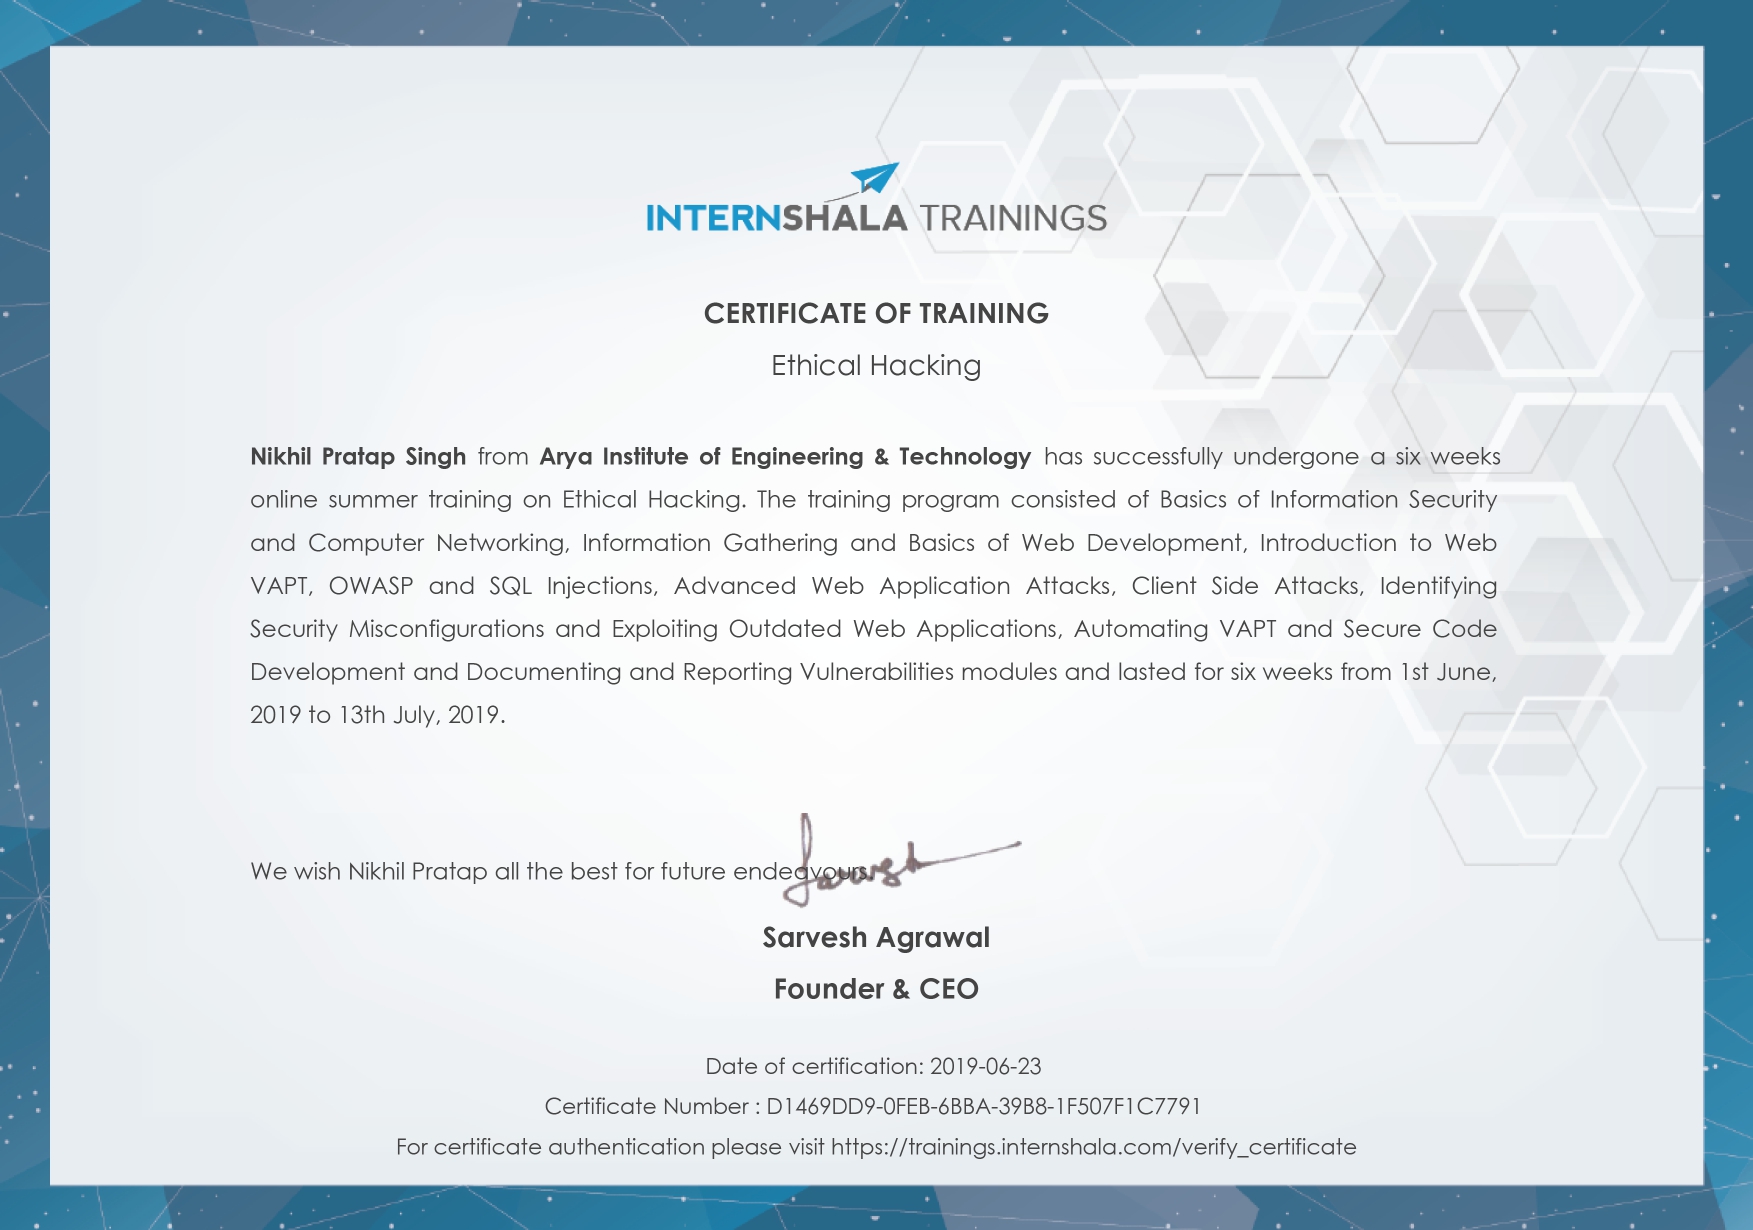 INTERNSHALA TRAININGS
CERTIFICATE OF TRAINING
Ethical Hacking
Nikhil Pratap Singh from Arya Institute of Engineering & Technology has successfully undergone a six weeks
online summer training on Ethical Hacking. The training program consisted of Basics of Information Security
and Computer Networking, Information Gathering and Basics of Web Development, Introduction to Web
VAPT, OWASP and SQL Injections, Advanced Web Application Attacks, Client Side Attacks, Identifying
Security Misconfigurations and Exploiting Outdated Web Applications, Automating VAPT and Secure Code
Development and Documenting and Reporting Vulnerabilities modules and lasted for six weeks from 1st June,
2019 to 13th July, 2019.
We wish Nikhil Pratap all the best for future endeavours.
Sarvesh
Sarvesh Agrawal
Founder & CEO
Date of certification: 2019-06-23
Certificate Number : D1469DD9-0FEB-6BBA-39B8-1F507F1C7791
For certificate authentication please visit https://trainings.internshala.com/verify_certificate